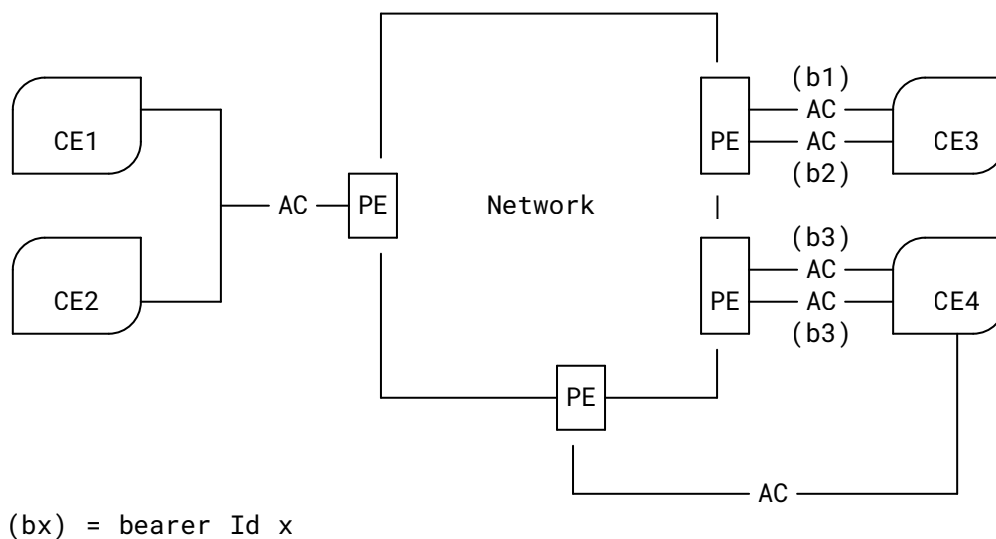 (b1)
AC
CE1 PE AC CE3
(b2)
AC PE Network
(b3)
AC
CE2 PE AC CE4
(b3)
PE
AC
(bx) = bearer Id x